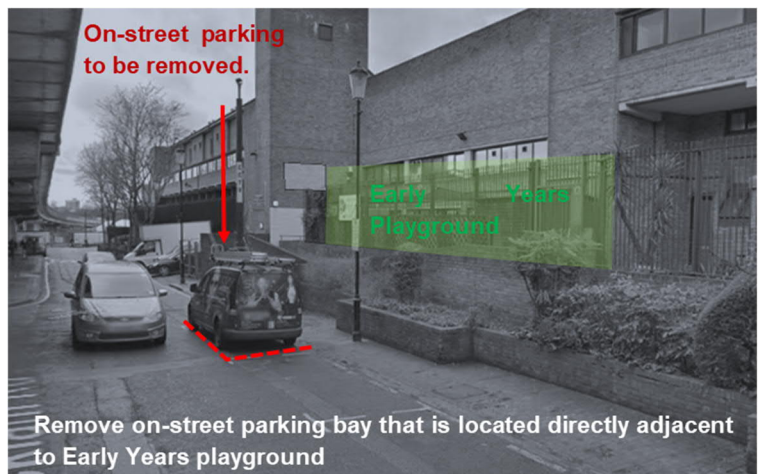 On-street parking
to be removed.
Early Years
Playground
Remove on-street parking bay that is located directly adjacent
to Early Years playground